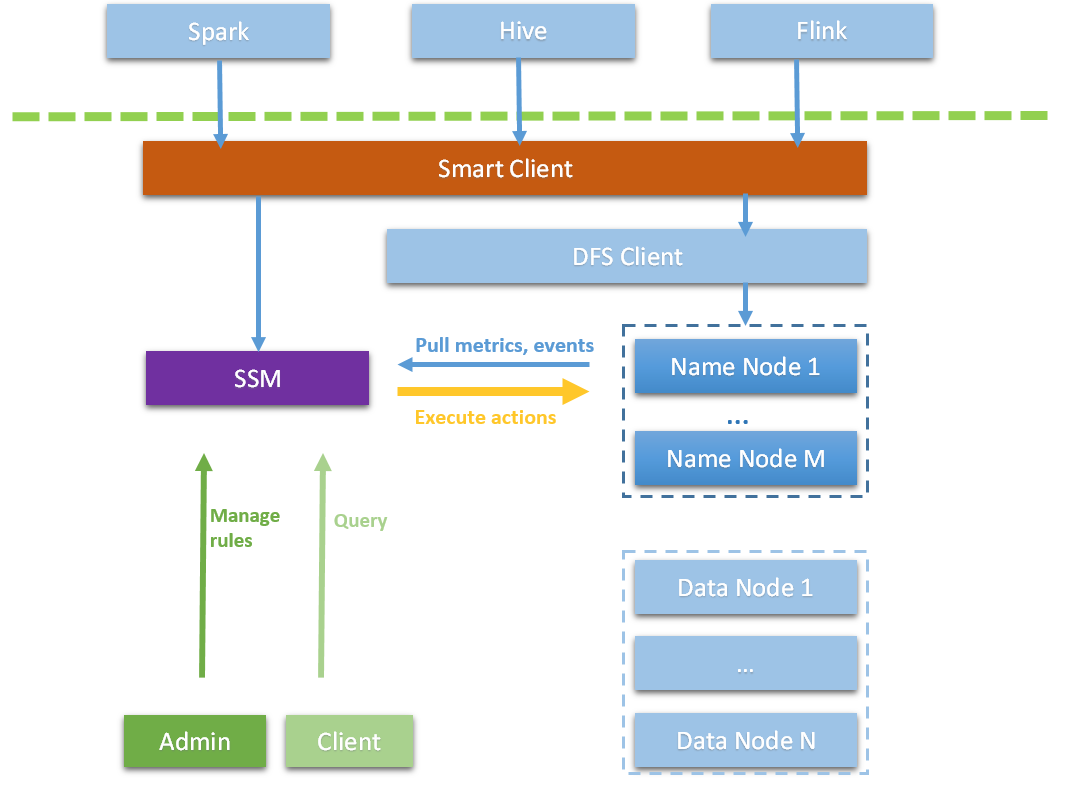 Spark
Hive
Flink
Smart Client
DFS Client
Pull metrics, events
Name Node 1
SSM
Execute actions
...
Name Node M
Manage
rules
Query
Data Node 1
...
Data Node N
Admin
Client